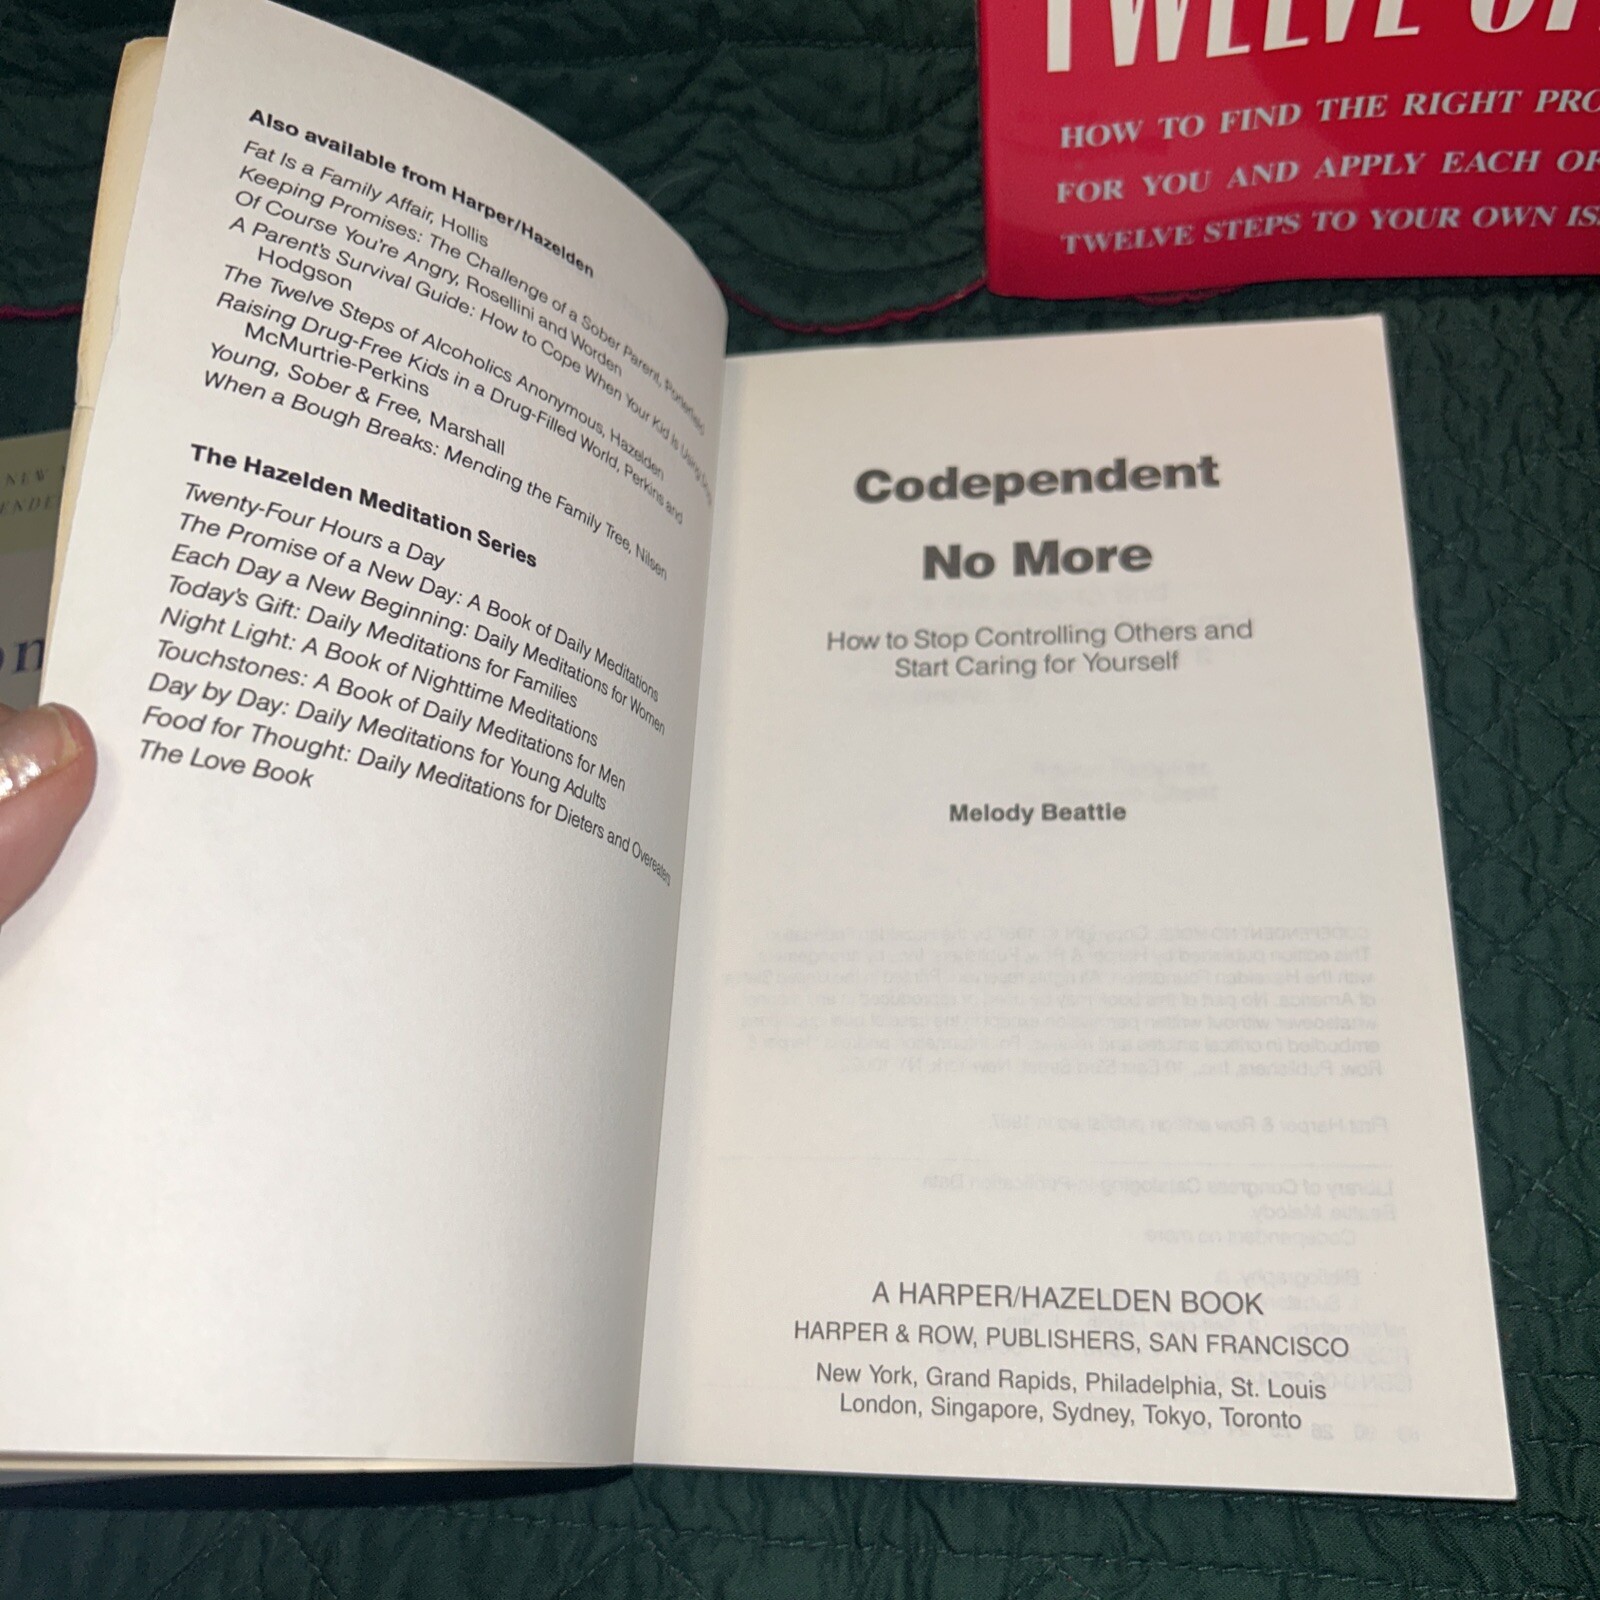 Also available from Harper/Hazelden
Fat Is a Family Affair, Hollis
Keeping Promises: The Challenge of a Sober Parent, Porterfield
Of Course You're Angry, Rosellini and Worden
A Parent's Survival Guide: How to Cope When Your Kid Is Using Drugs
Hodgson
The Twelve Steps of Alcoholics Anonymous, Hazelden
Raising Drug-Free Kids in a Drug-Filled World, Perkins and
McMurtrie-Perkins
Young, Sober & Free, Marshall
When a Bough Breaks: Mending the Family Tree, Nilsen
The Hazelden Meditation Series
Twenty-Four Hours a Day
The Promise of a New Day: A Book of Daily Meditations
Each Day a New Beginning: Daily Meditations for Women
Today's Gift: Daily Meditations for Families
Night Light: A Book of Nighttime Meditations
Touchstones: A Book of Daily Meditations for Men
Day by Day: Daily Meditations for Young Adults
Food for Thought: Daily Meditations for Dieters and Overeaters
The Love Book
Codependent
No More
How to Stop Controlling Others and
Start Caring for Yourself
Melody Beattie
A HARPER/HAZELDEN BOOK
HARPER & ROW, PUBLISHERS, SAN FRANCISCO
New York, Grand Rapids, Philadelphia, St. Louis
London, Singapore, Sydney, Tokyo, Toronto
TWELVE
HOW TO FIND THE RIGHT PRO
FOR YOU AND APPLY EACH OF
TWELVE STEPS TO YOUR OWN IS
NEW
ENDE
on